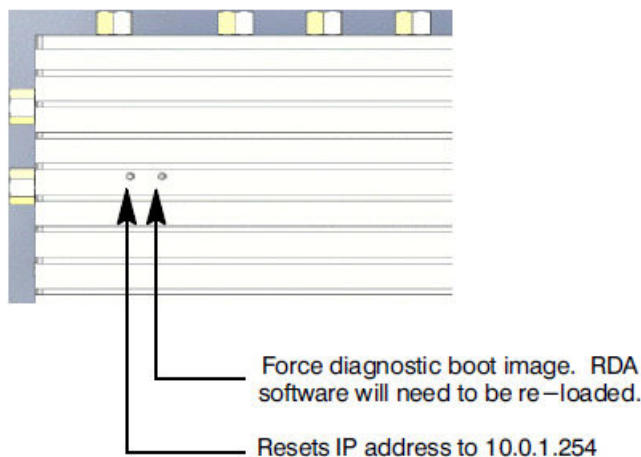 Force diagnostic boot image. RDA
software will need to be re–loaded.
Resets IP address to 10.0.1.254